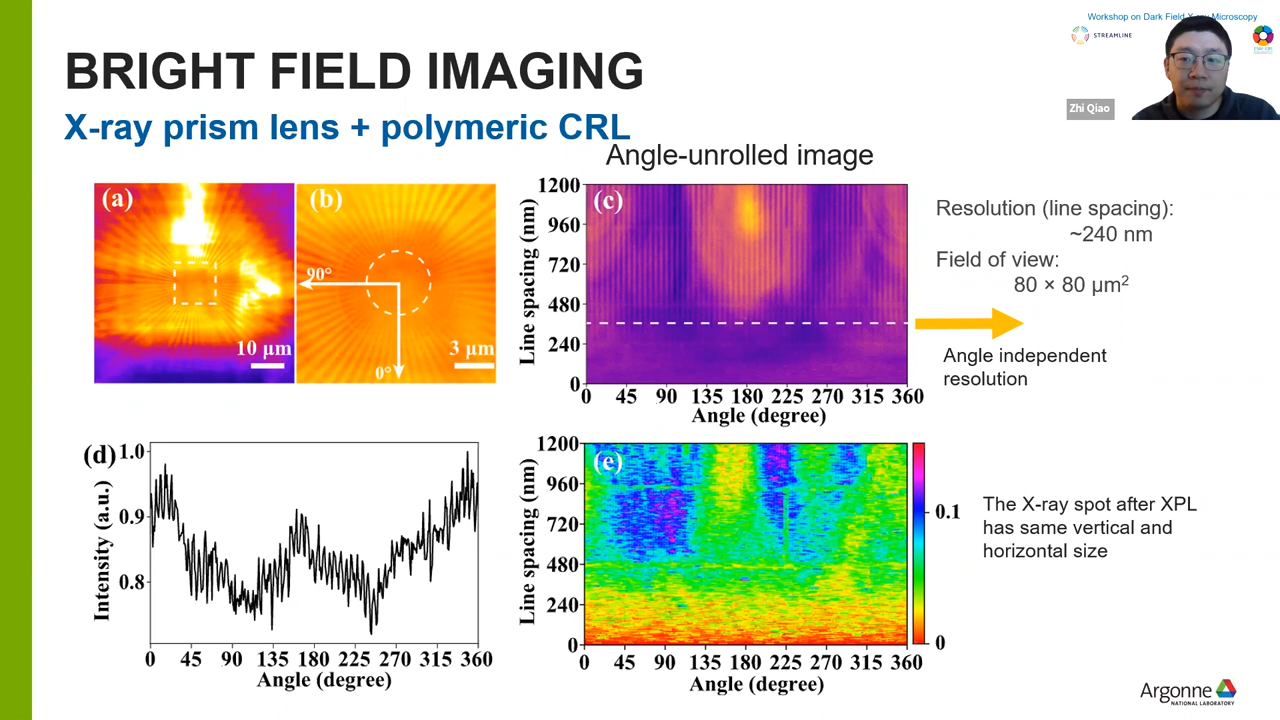 Workshop on Dark Field X-ray Microscopy
STREAMLINE
Zhi Qiao
BRIGHT FIELD IMAGING
X-ray prism lens + polymeric CRL
Angle-unrolled image
(a)
10 μm
(b)
90°
0°
3 μm
(c)
Line spacing (nm)
1200
960
720
480
240
0
0 45 90 135 180 225 270 315 360
Angle (degree)
Resolution (line spacing):
~240 nm
Field of view:
80 × 80 μm²
Angle independent
resolution
(d)
Intensity (a.u.)
1.0
0.9
0.8
0 45 90 135 180 225 270 315 360
Angle (degree)
(e)
Line spacing (nm)
1200
960
720
480
240
0
0 45 90 135 180 225 270 315 360
Angle (degree)
0.1
0
The X-ray spot after XPL
has same vertical and
horizontal size
Argonne
NATIONAL LABORATORY